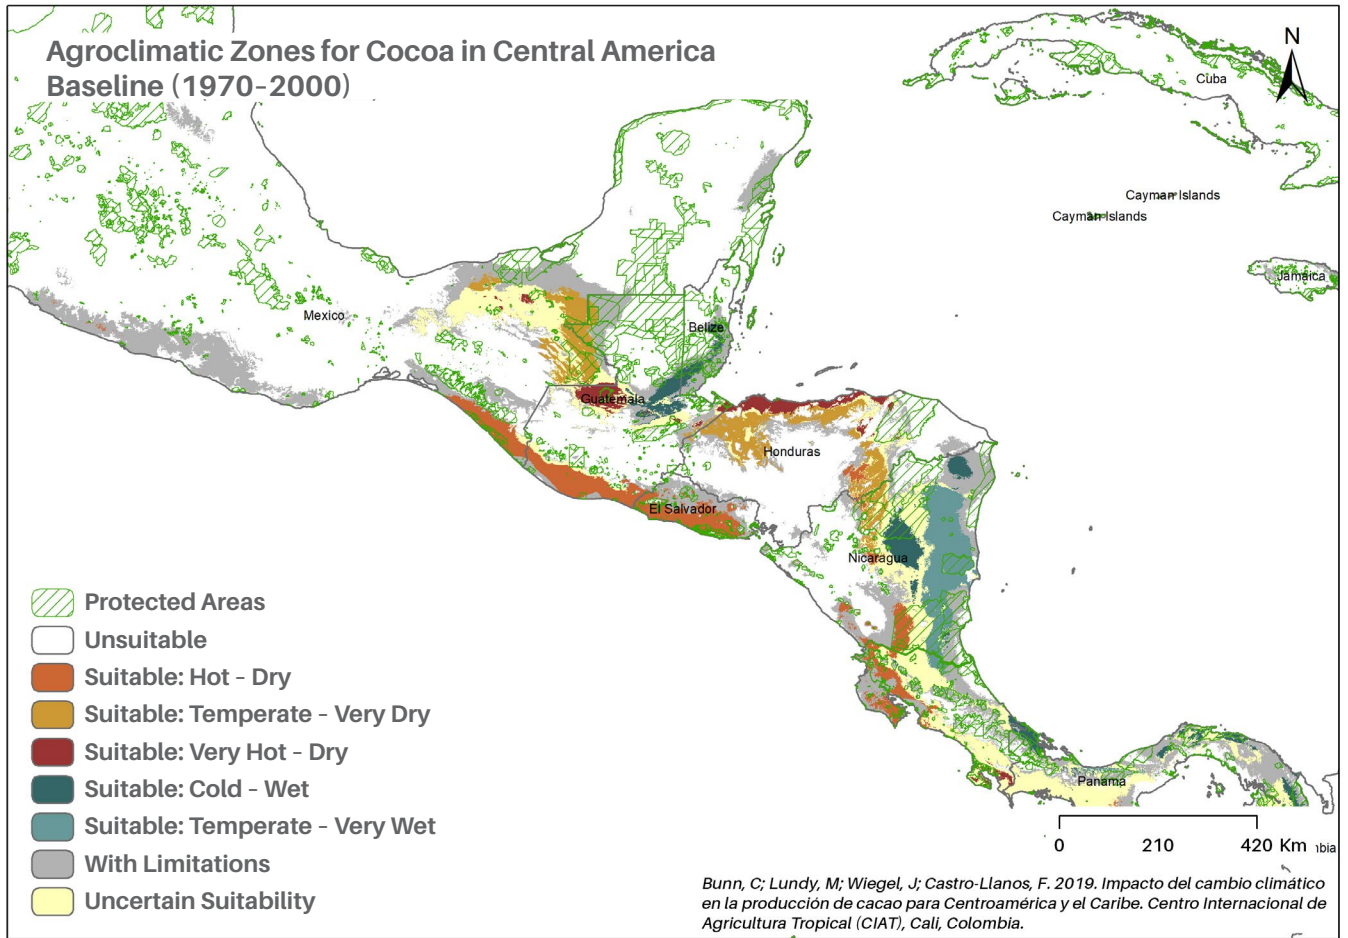 Agroclimatic Zones for Cocoa in Central America
Baseline (1970–2000)
N
Cuba
Cayman Islands
Cayman Islands
Jamaica
Mexico
Belize
Guatemala
Honduras
El Salvador
Nicaragua
Panama
Protected Areas
Unsuitable
Suitable: Hot – Dry
Suitable: Temperate – Very Dry
Suitable: Very Hot – Dry
Suitable: Cold – Wet
Suitable: Temperate – Very Wet
With Limitations
Uncertain Suitability
0 210 420 Km
nbia
Bunn, C; Lundy, M; Wiegel, J; Castro-Llanos, F. 2019. Impacto del cambio climático
en la producción de cacao para Centroamérica y el Caribe. Centro Internacional de
Agricultura Tropical (CIAT), Cali, Colombia.